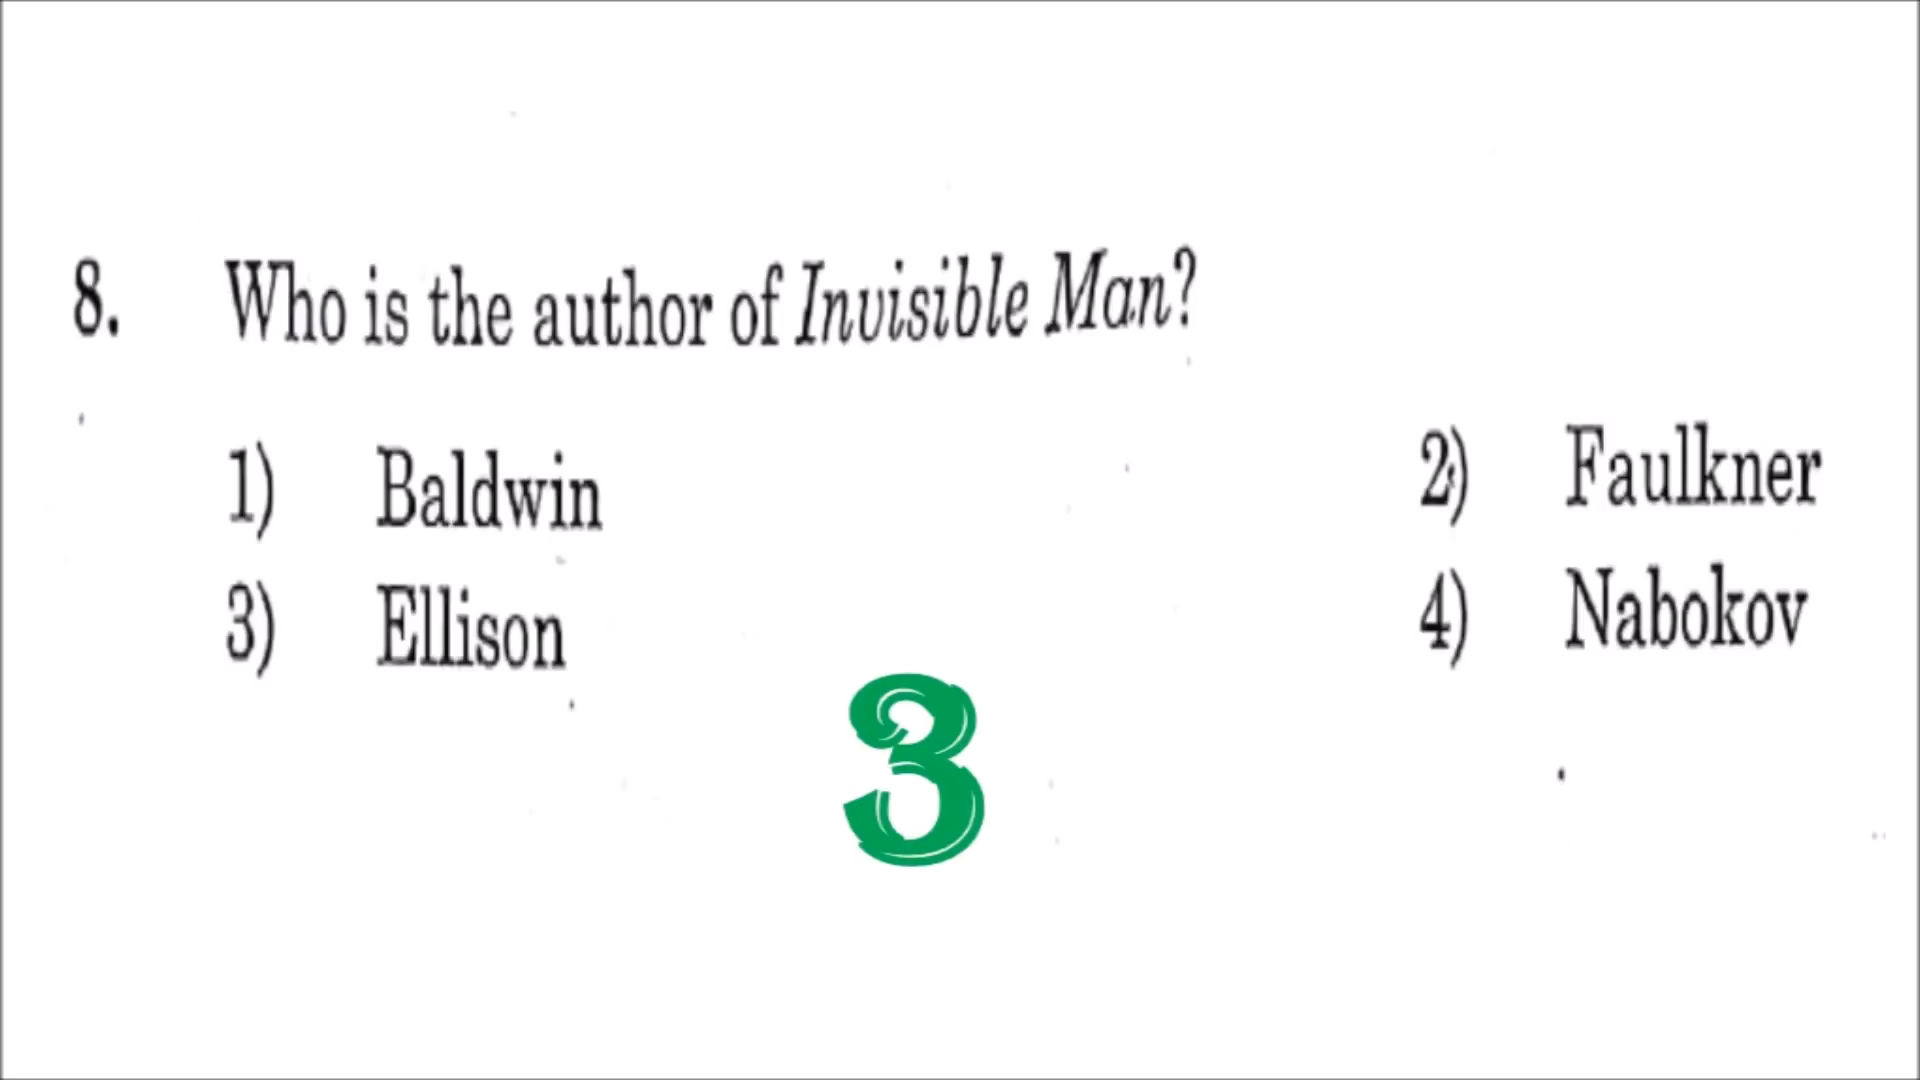 8. Who is the author of Invisible Man?
1) Baldwin 2) Faulkner
3) Ellison 4) Nabokov
3